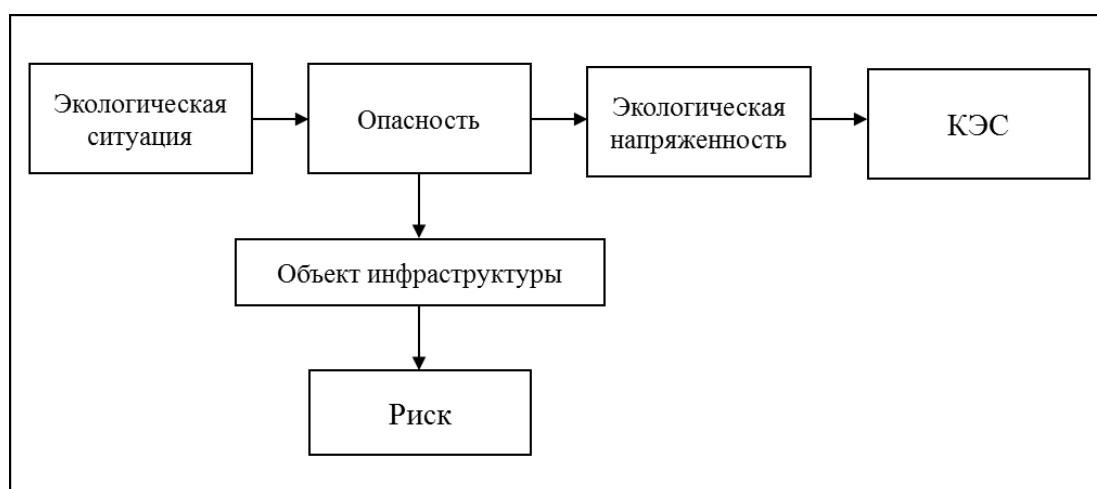 Экологическая
ситуация
Опасность
Экологическая
напряженность
КЭС
Объект инфраструктуры
Риск